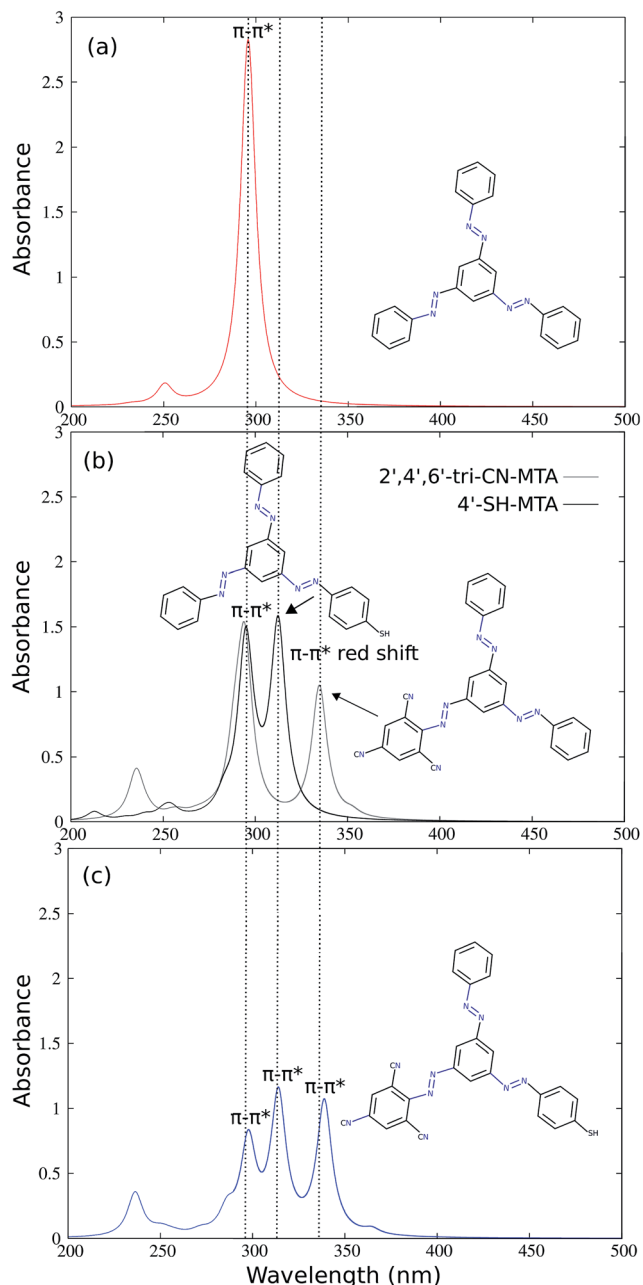 3
π-π*
(a)
2.5
2
1.5
1
0.5
0
Absorbance
N
N
N
N
N
N
200 250 300 350 400 450 500
3
(b)
2.5
2
1.5
1
0.5
0
Absorbance
2',4',6'-tri-CN-MTA
4'-SH-MTA
N
N
N
N
N
N
SH
π-π*
π-π* red shift
N
N
N
N
N
N
CN
CN
CN
200 250 300 350 400 450 500
3
(c)
2.5
2
1.5
1
0.5
0
Absorbance
π-π*
π-π*
π-π*
N
N
N
N
N
N
CN
CN
CN
SH
200 250 300 350 400 450 500
Wavelength (nm)